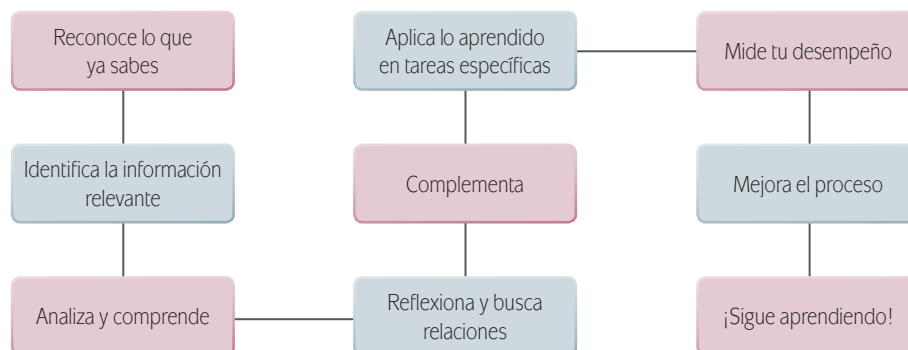 Reconoce lo que
ya sabes
Identifica la información
relevante
Analiza y comprende
Reflexiona y busca
relaciones
Complementa
Aplica lo aprendido
en tareas específicas
Mide tu desempeño
Mejora el proceso
¡Sigue aprendiendo!